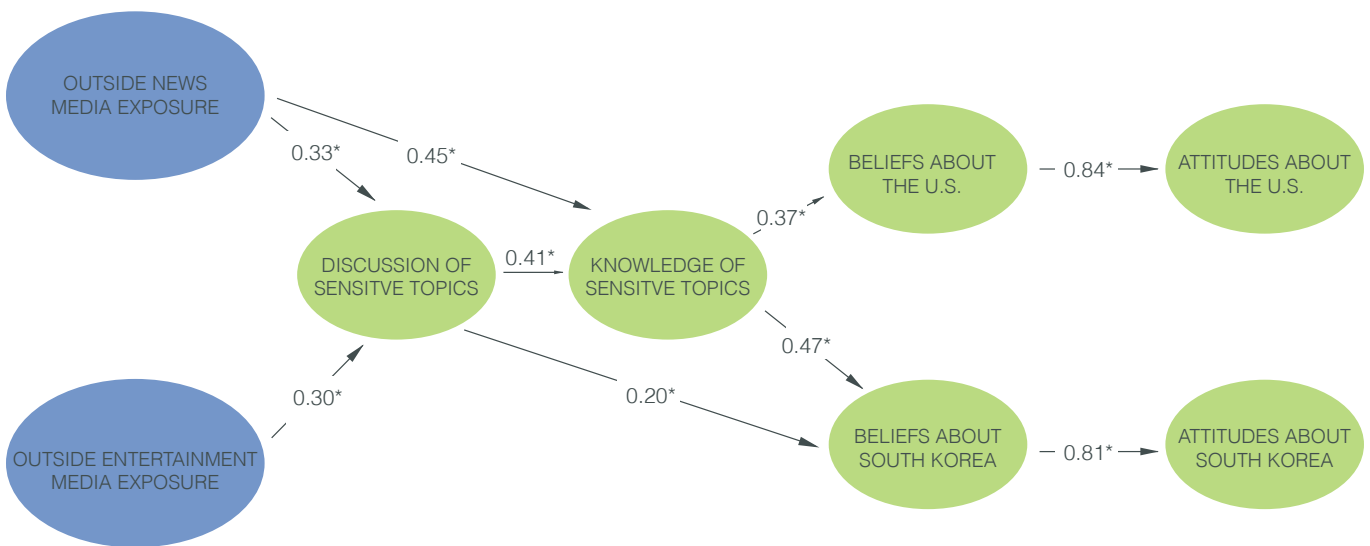 OUTSIDE NEWS
MEDIA EXPOSURE
0.33*
0.45*
BELIEFS ABOUT
THE U.S.
0.84*
ATTITUDES ABOUT
THE U.S.
0.37*
DISCUSSION OF
SENSITVE TOPICS
0.41*
KNOWLEDGE OF
SENSITVE TOPICS
0.47*
0.30*
0.20*
OUTSIDE ENTERTAINMENT
MEDIA EXPOSURE
BELIEFS ABOUT
SOUTH KOREA
0.81*
ATTITUDES ABOUT
SOUTH KOREA